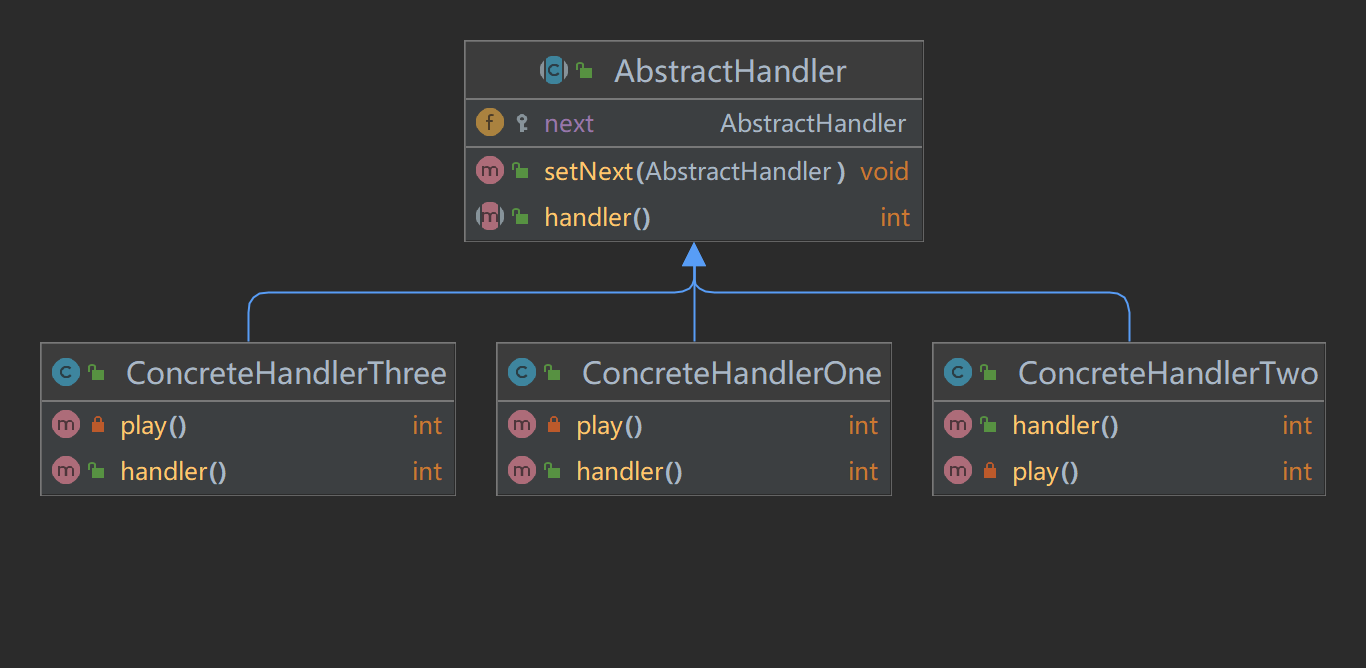 AbstractHandler
next AbstractHandler
setNext(AbstractHandler) void
handler() int
ConcreteHandlerThree
play() int
handler() int
ConcreteHandlerOne
play() int
handler() int
ConcreteHandlerTwo
handler() int
play() int